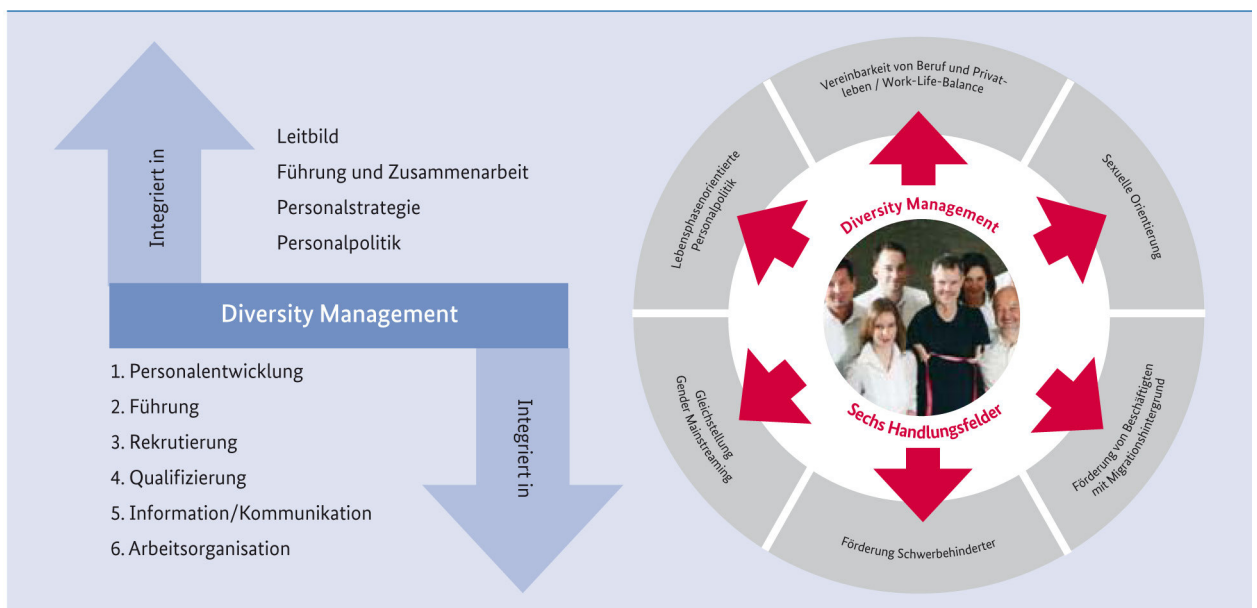 Integriert in
Leitbild
Führung und Zusammenarbeit
Personalstrategie
Personalpolitik
Diversity Management
1. Personalentwicklung
2. Führung
3. Rekrutierung
4. Qualifizierung
5. Information/Kommunikation
6. Arbeitsorganisation
Integriert in
Vereinbarkeit von Beruf und Privat-
leben / Work-Life-Balance
Sexuelle Orientierung
Förderung von Beschäftigten
mit Migrationshintergrund
Förderung Schwerbehinderter
Gleichstellung
Gender Mainstreaming
Lebensphasenorientierte
Personalpolitik
Diversity Management
Sechs Handlungsfelder